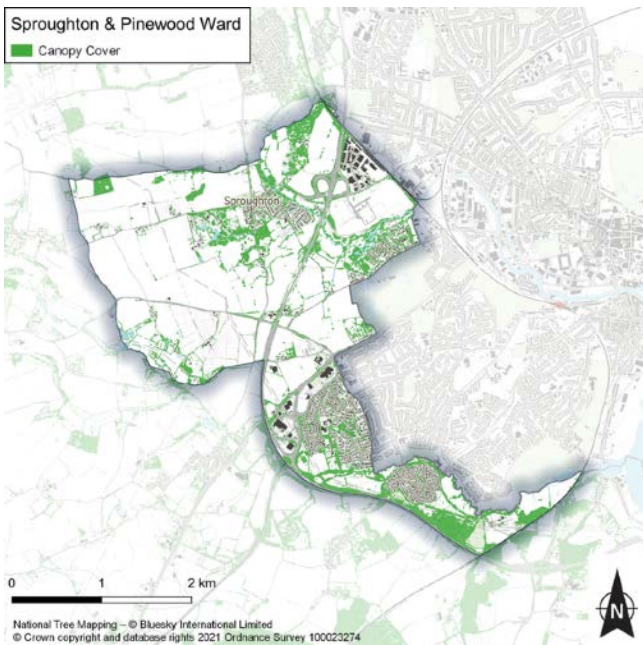 Sproughton & Pinewood Ward
Canopy Cover
Sproughton
0 1 2 km
N
National Tree Mapping – © Bluesky International Limited
© Crown copyright and database rights 2021 Ordnance Survey 100023274